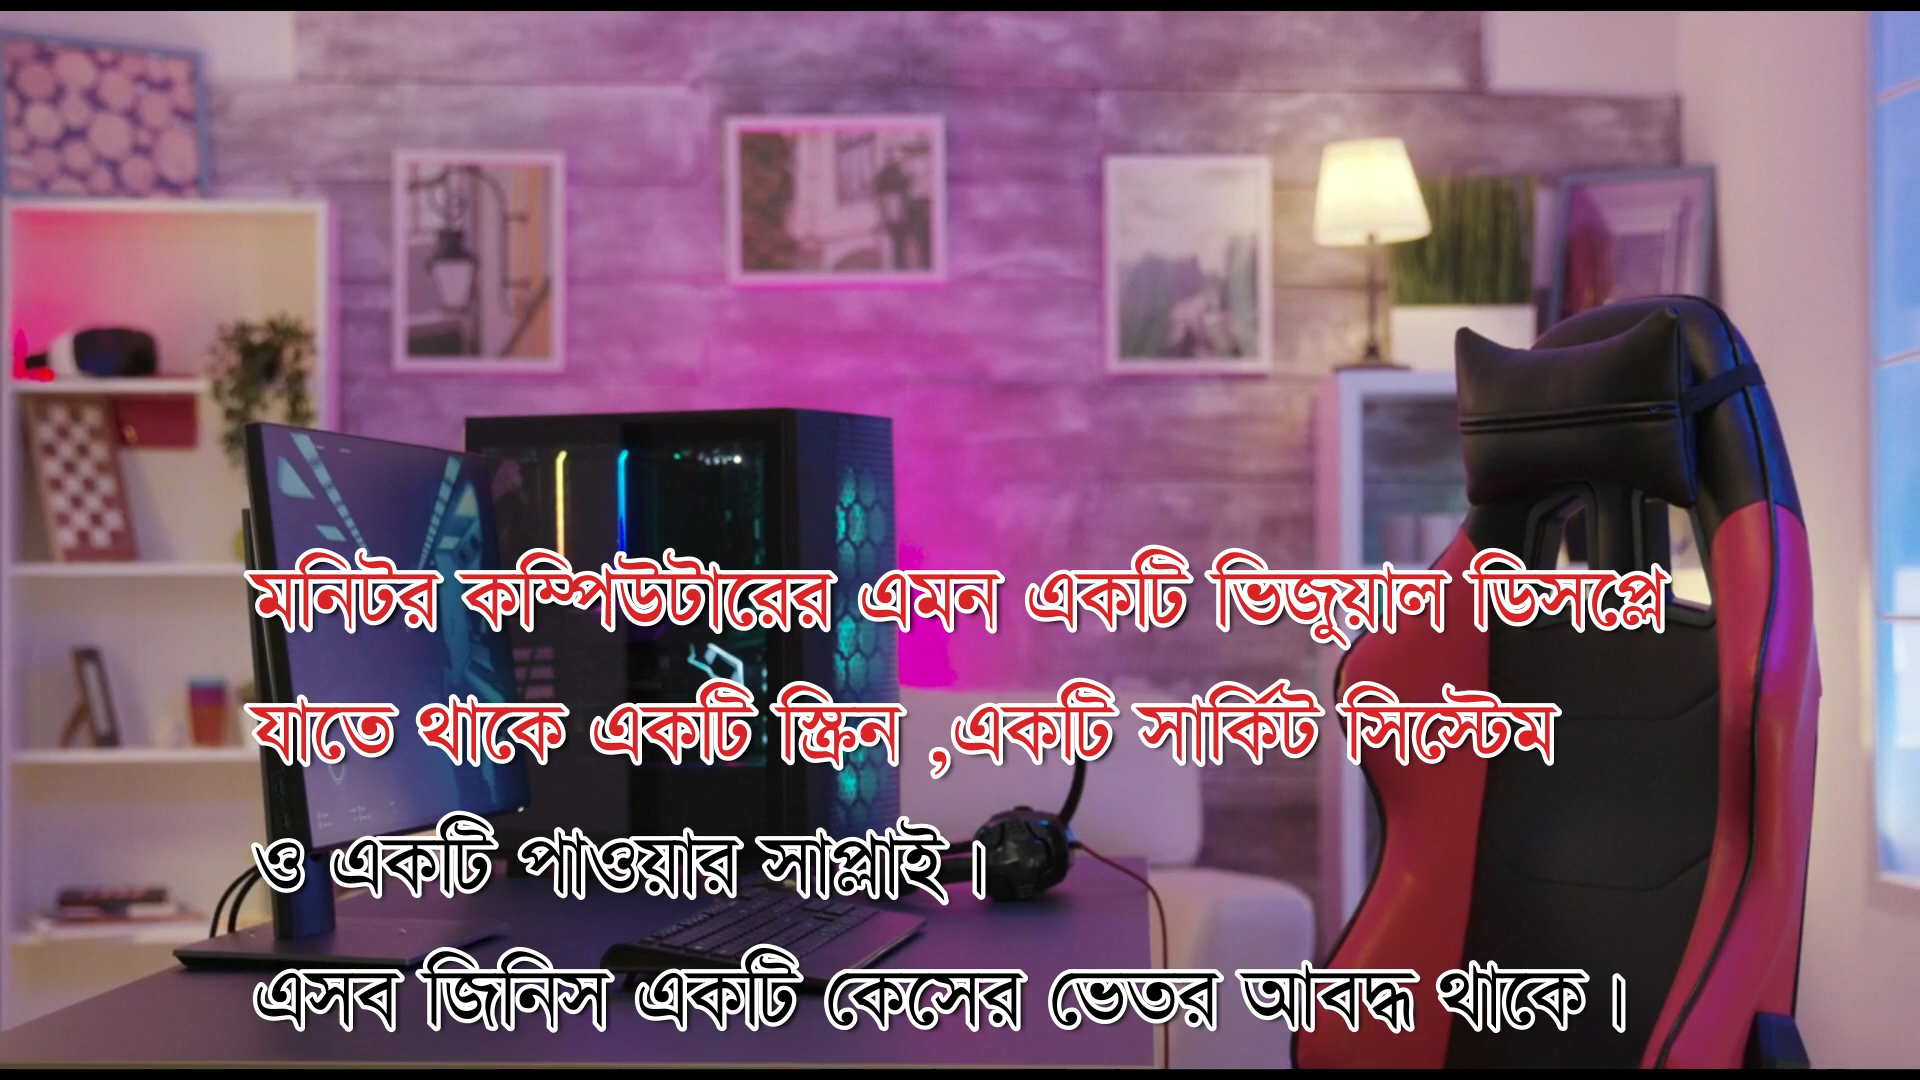 মনিটর কম্পিউটারের এমন একটি ভিজুয়াল ডিসপ্লে
যাতে থাকে একটি স্ক্রিন ,একটি সার্কিট সিস্টেম
ও একটি পাওয়ার সাপ্লাই।
এসব জিনিস একটি কেসের ভেতর আবদ্ধ থাকে।